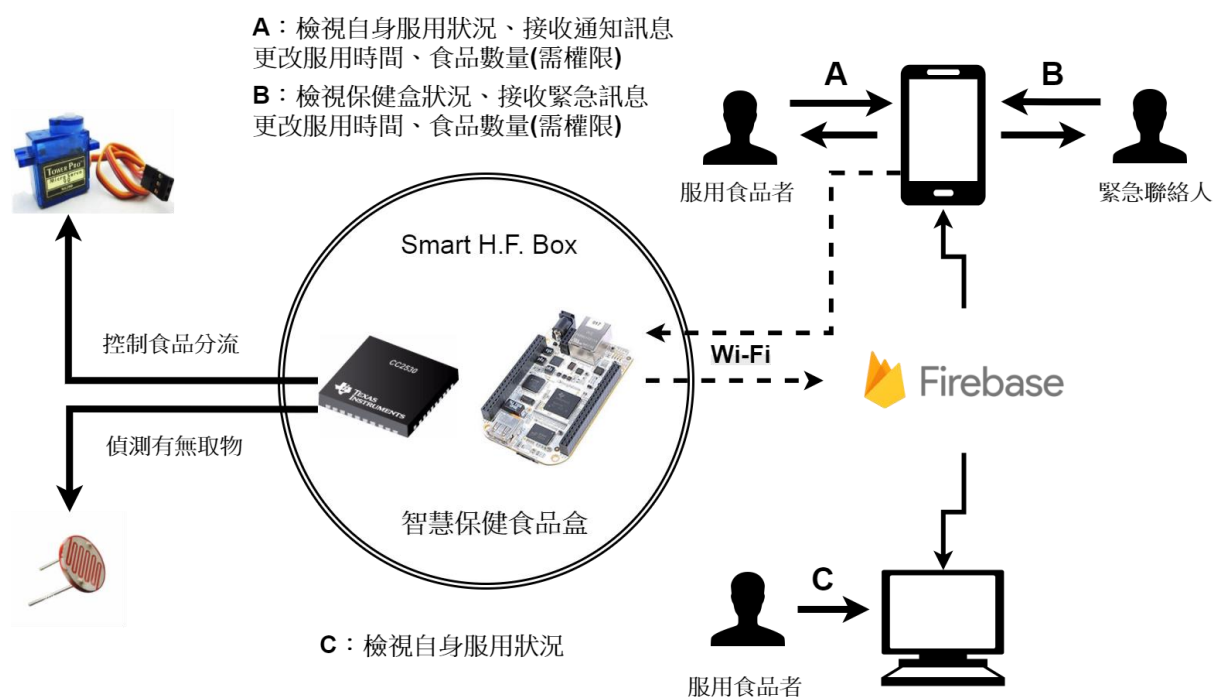 A：檢視自身服用狀況、接收通知訊息
更改服用時間、食品數量(需權限)
B：檢視保健盒狀況、接收緊急訊息
更改服用時間、食品數量(需權限)
A
B
服用食品者
緊急聯絡人
TOWER PRO
Smart H.F. Box
控制食品分流
CC2530
TEXAS
INSTRUMENTS
Wi-Fi
Firebase
偵測有無取物
智慧保健食品盒
C
C：檢視自身服用狀況
服用食品者